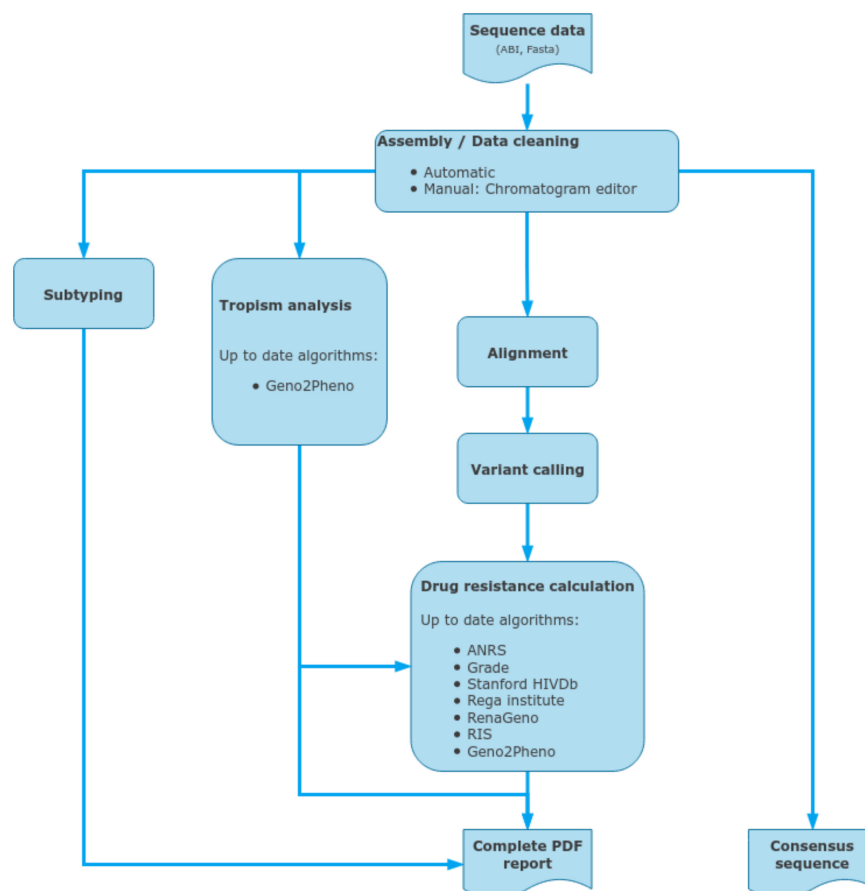 Sequence data
(ABI, Fasta)
Assembly / Data cleaning
• Automatic
• Manual: Chromatogram editor
Subtyping
Tropism analysis
Up to date algorithms:
• Geno2Pheno
Alignment
Variant calling
Drug resistance calculation
Up to date algorithms:
• ANRS
• Grade
• Stanford HIVDb
• Rega institute
• RenaGeno
• RIS
• Geno2Pheno
Complete PDF
report
Consensus
sequence